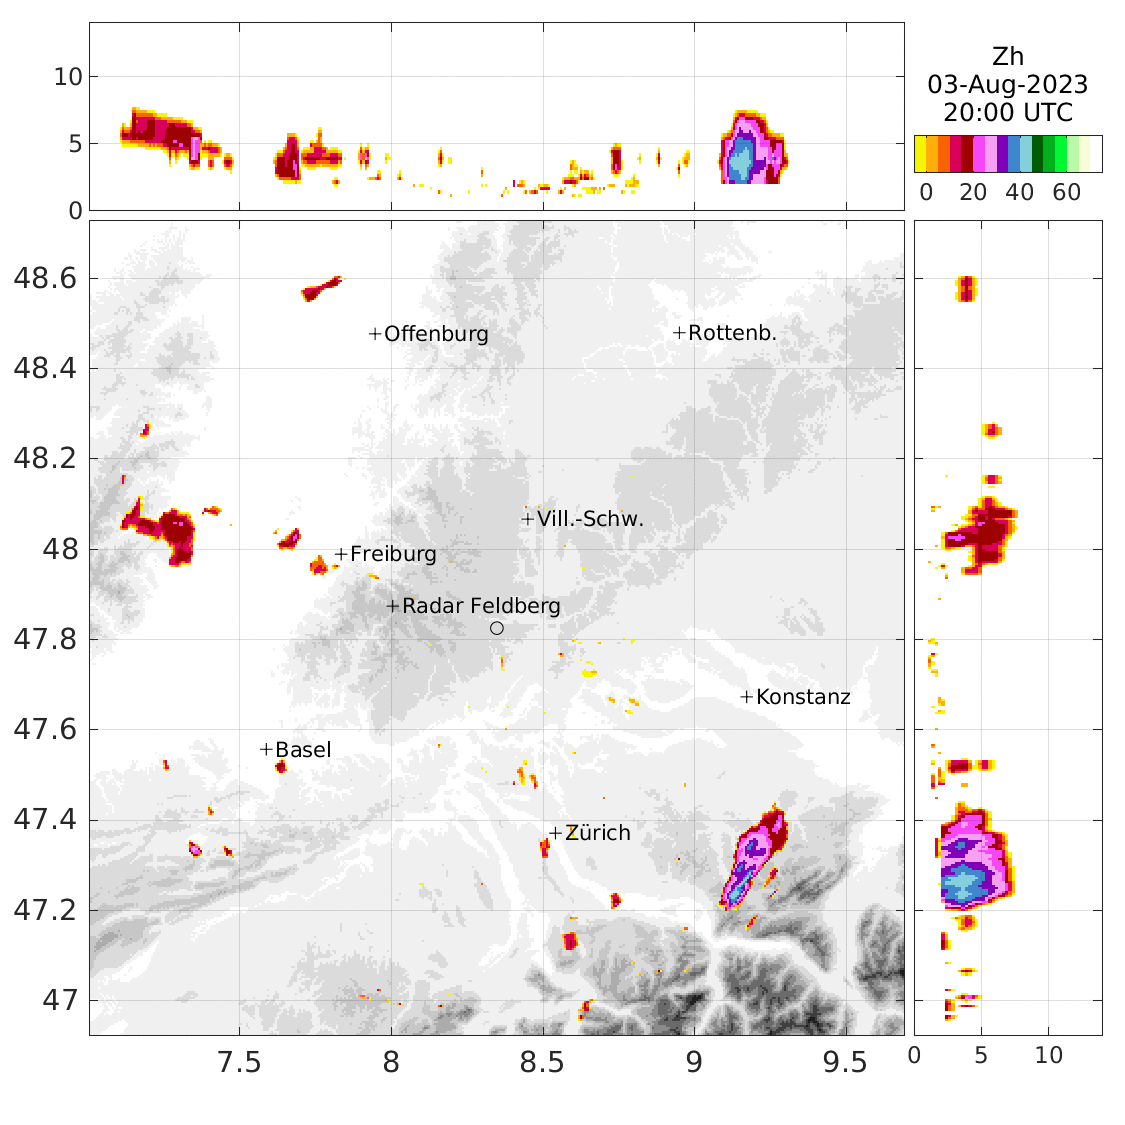 10
5
0
Zh
03-Aug-2023
20:00 UTC
0 20 40 60
48.6
48.4
48.2
48
47.8
47.6
47.4
47.2
47
Offenburg
Rottenb.
Vill.-Schw.
Freiburg
Radar Feldberg
Konstanz
Basel
Zürich
7.5 8 8.5 9 9.5
0 5 10